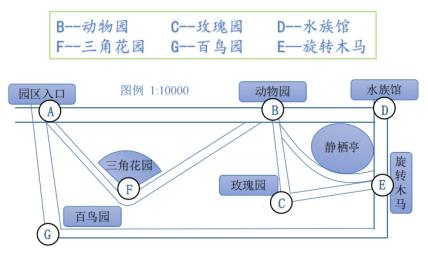 B--动物园 C--玫瑰园 D--水族馆
F--三角花园 G--百鸟园 E—旋转木马
图例 1:10000
园区入口
动物园
水族馆
A
B
D
三角花园
静栖亭
旋转木马
F
玫瑰园
E
C
百鸟园
G